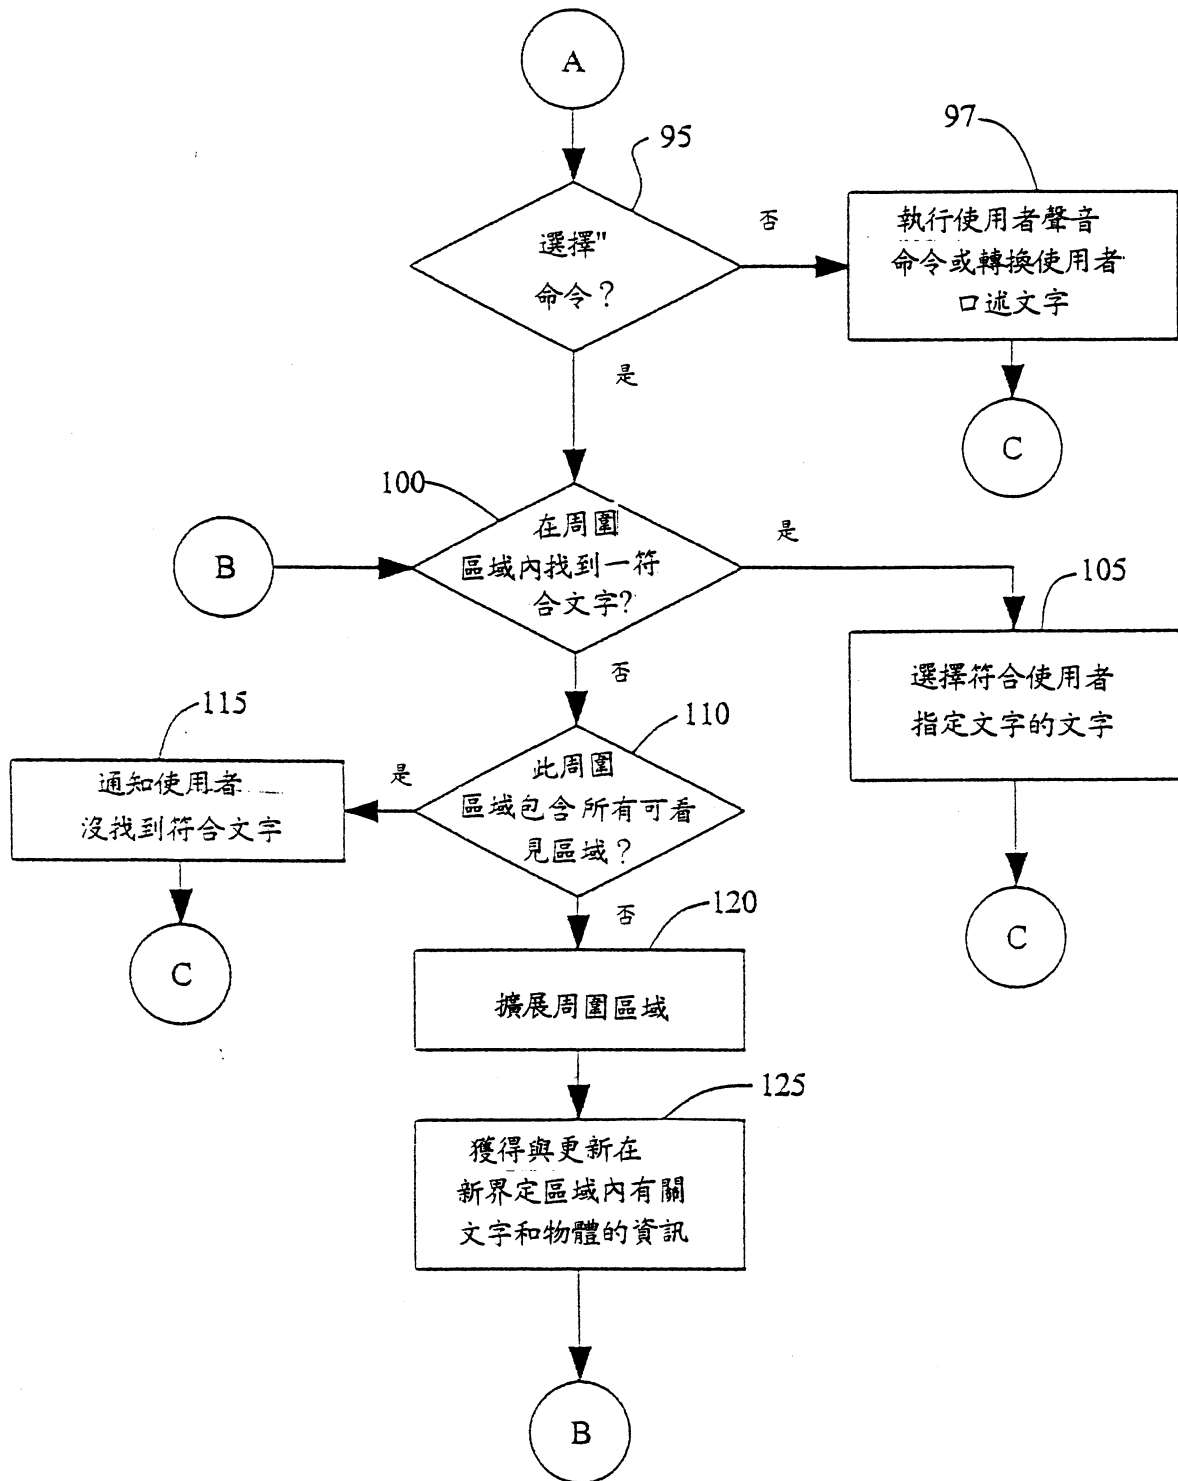 A
95
97
選擇"
命令?
否
執行使用者聲音
命令或轉換使用者
口述文字
是
C
100
在周圍
區域內找到一符
合文字?
是
B
105
否
選擇符合使用者
指定文字的文字
115
110
通知使用者
沒找到符合文字
是
此周圍
區域包含所有可看
見區域?
C
否
120
C
擴展周圍區域
125
獲得與更新在
新界定區域內有關
文字和物體的資訊
B